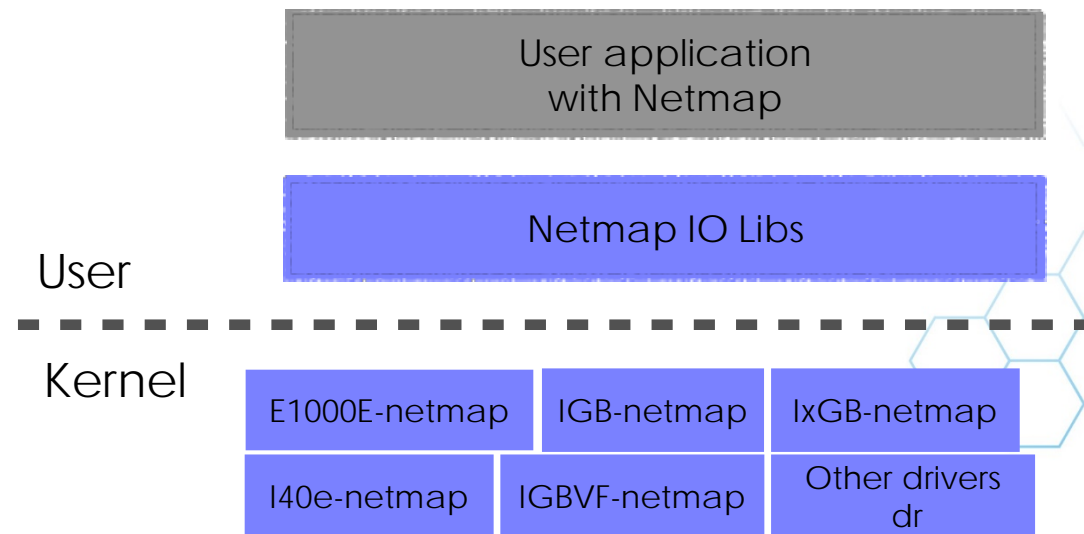 User application
with Netmap
Netmap IO Libs
User
Kernel
E1000E-netmap
IGB-netmap
IxGB-netmap
I40e-netmap
IGBVF-netmap
Other drivers
dr